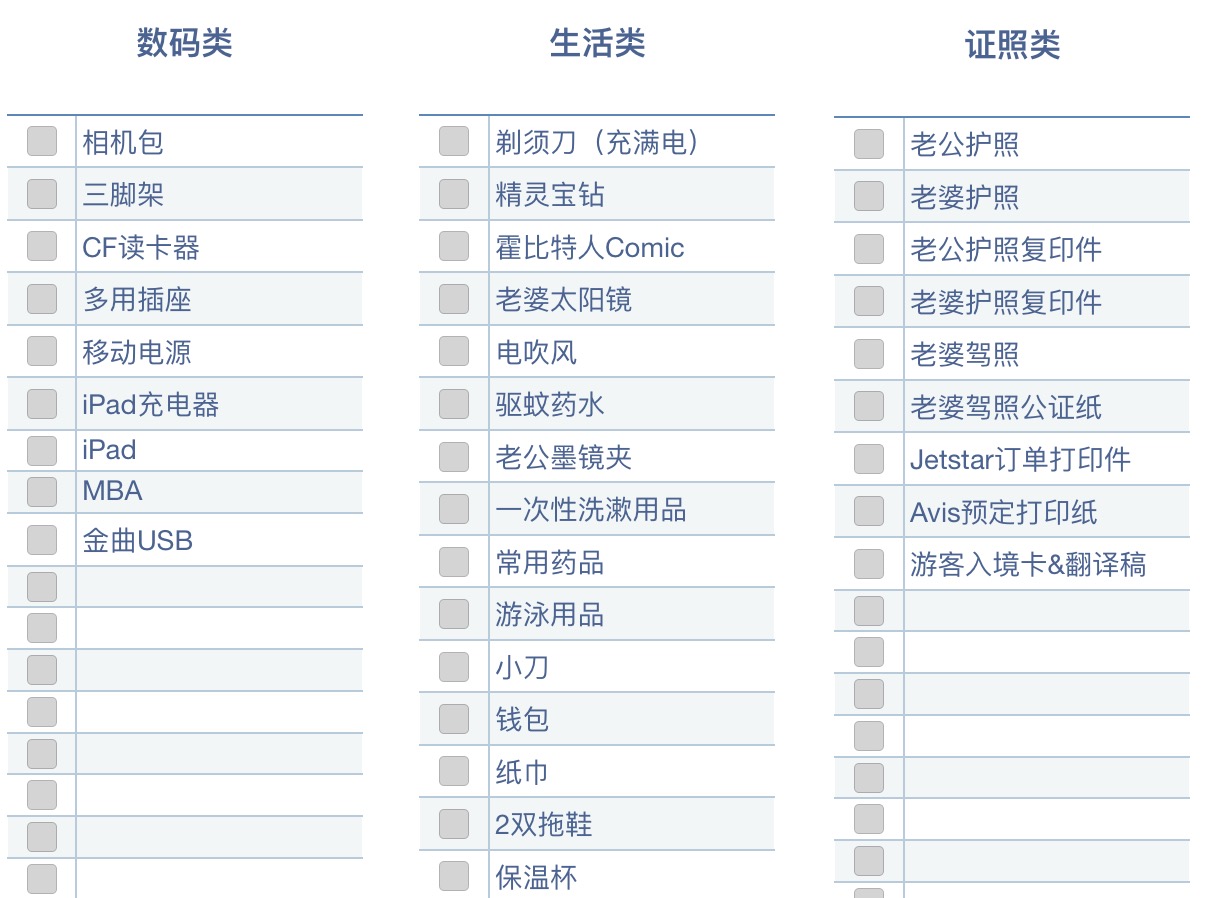 数码类
相机包
三脚架
CF读卡器
多用插座
移动电源
iPad充电器
iPad
MBA
金曲USB
生活类
剃须刀（充满电）
精灵宝钻
霍比特人Comic
老婆太阳镜
电吹风
驱蚊药水
老公墨镜夹
一次性洗漱用品
常用药品
游泳用品
小刀
钱包
纸巾
2双拖鞋
保温杯
证照类
老公护照
老婆护照
老公护照复印件
老婆护照复印件
老婆驾照
老婆驾照公证纸
Jetstar订单打印件
Avis预定打印纸
游客入境卡&翻译稿